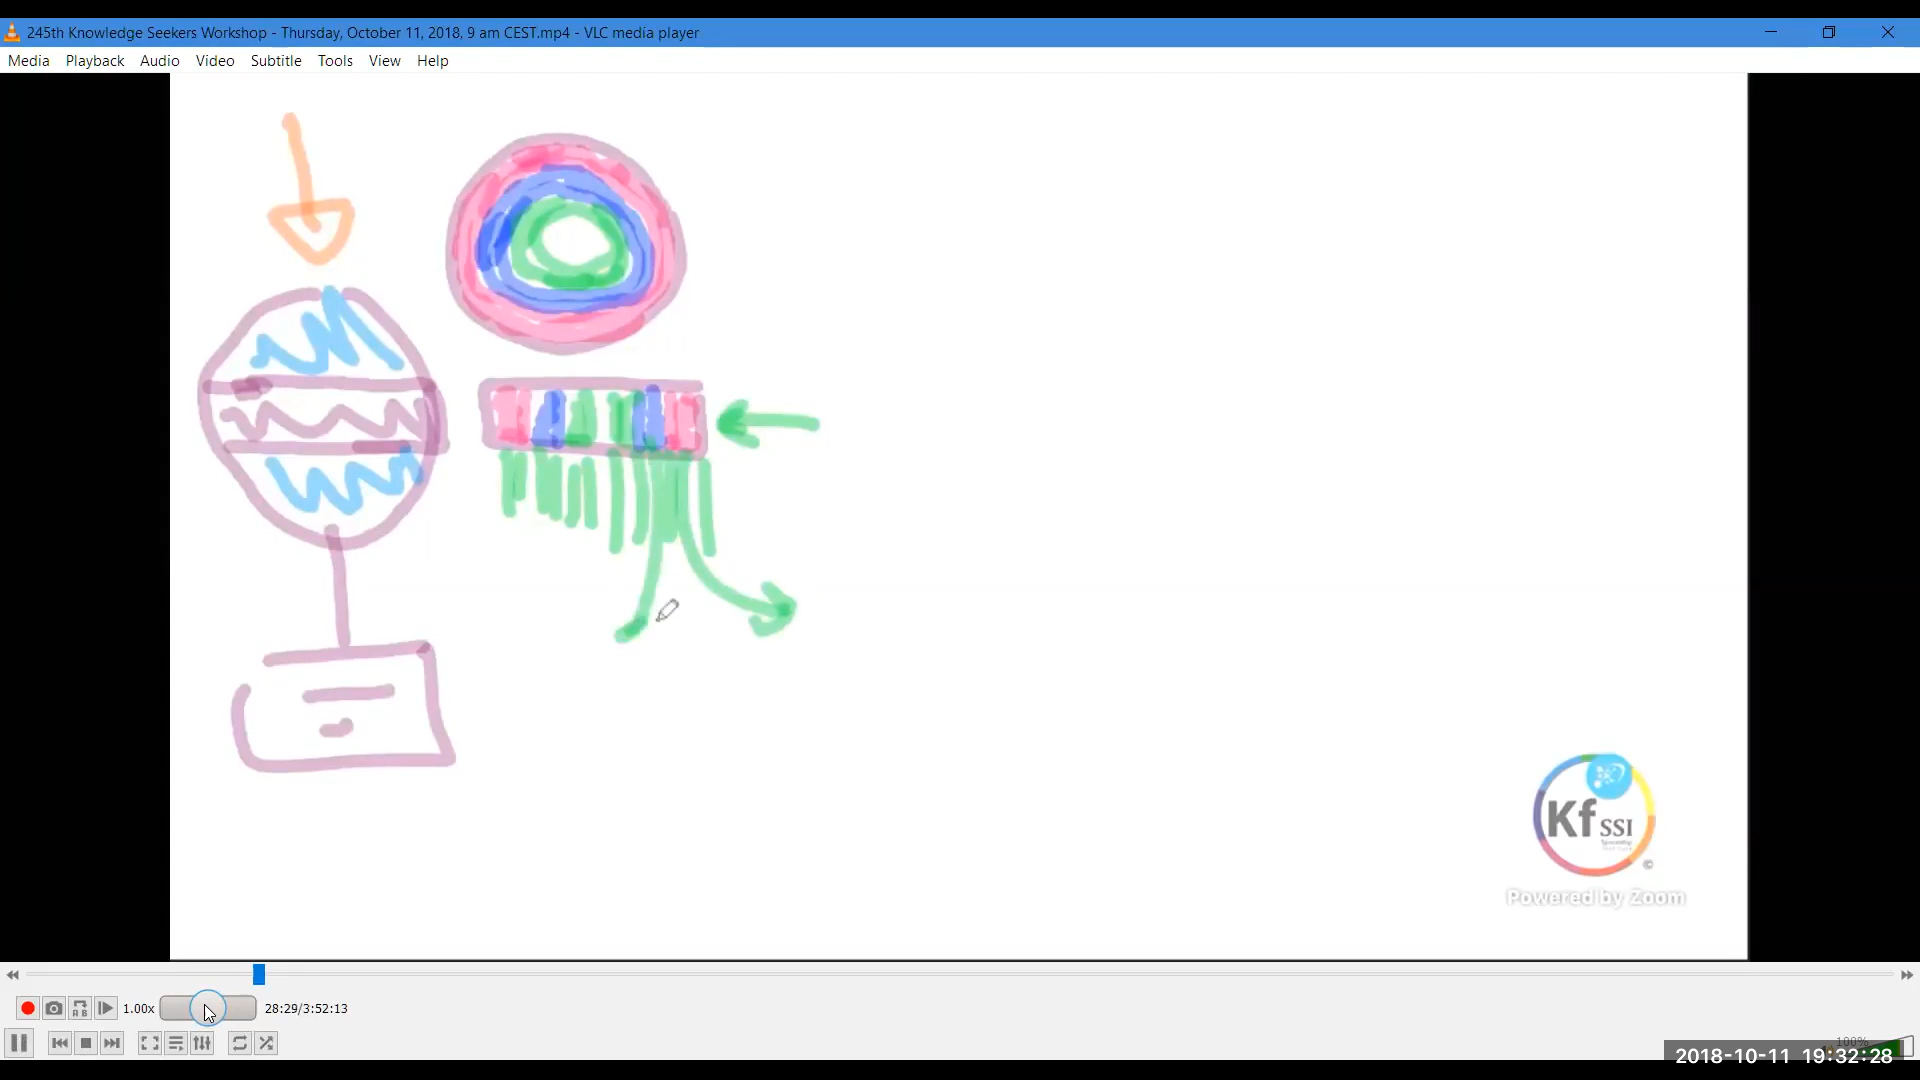 245th Knowledge Seekers Workshop - Thursday, October 11, 2018, 9 am CEST.mp4 - VLC media player
Media Playback Audio Video Subtitle Tools View Help
Kf SSI
©
Powered by Zoom
1.00x 28:29/3:52:13
100%
2018-10-11 19:32:28